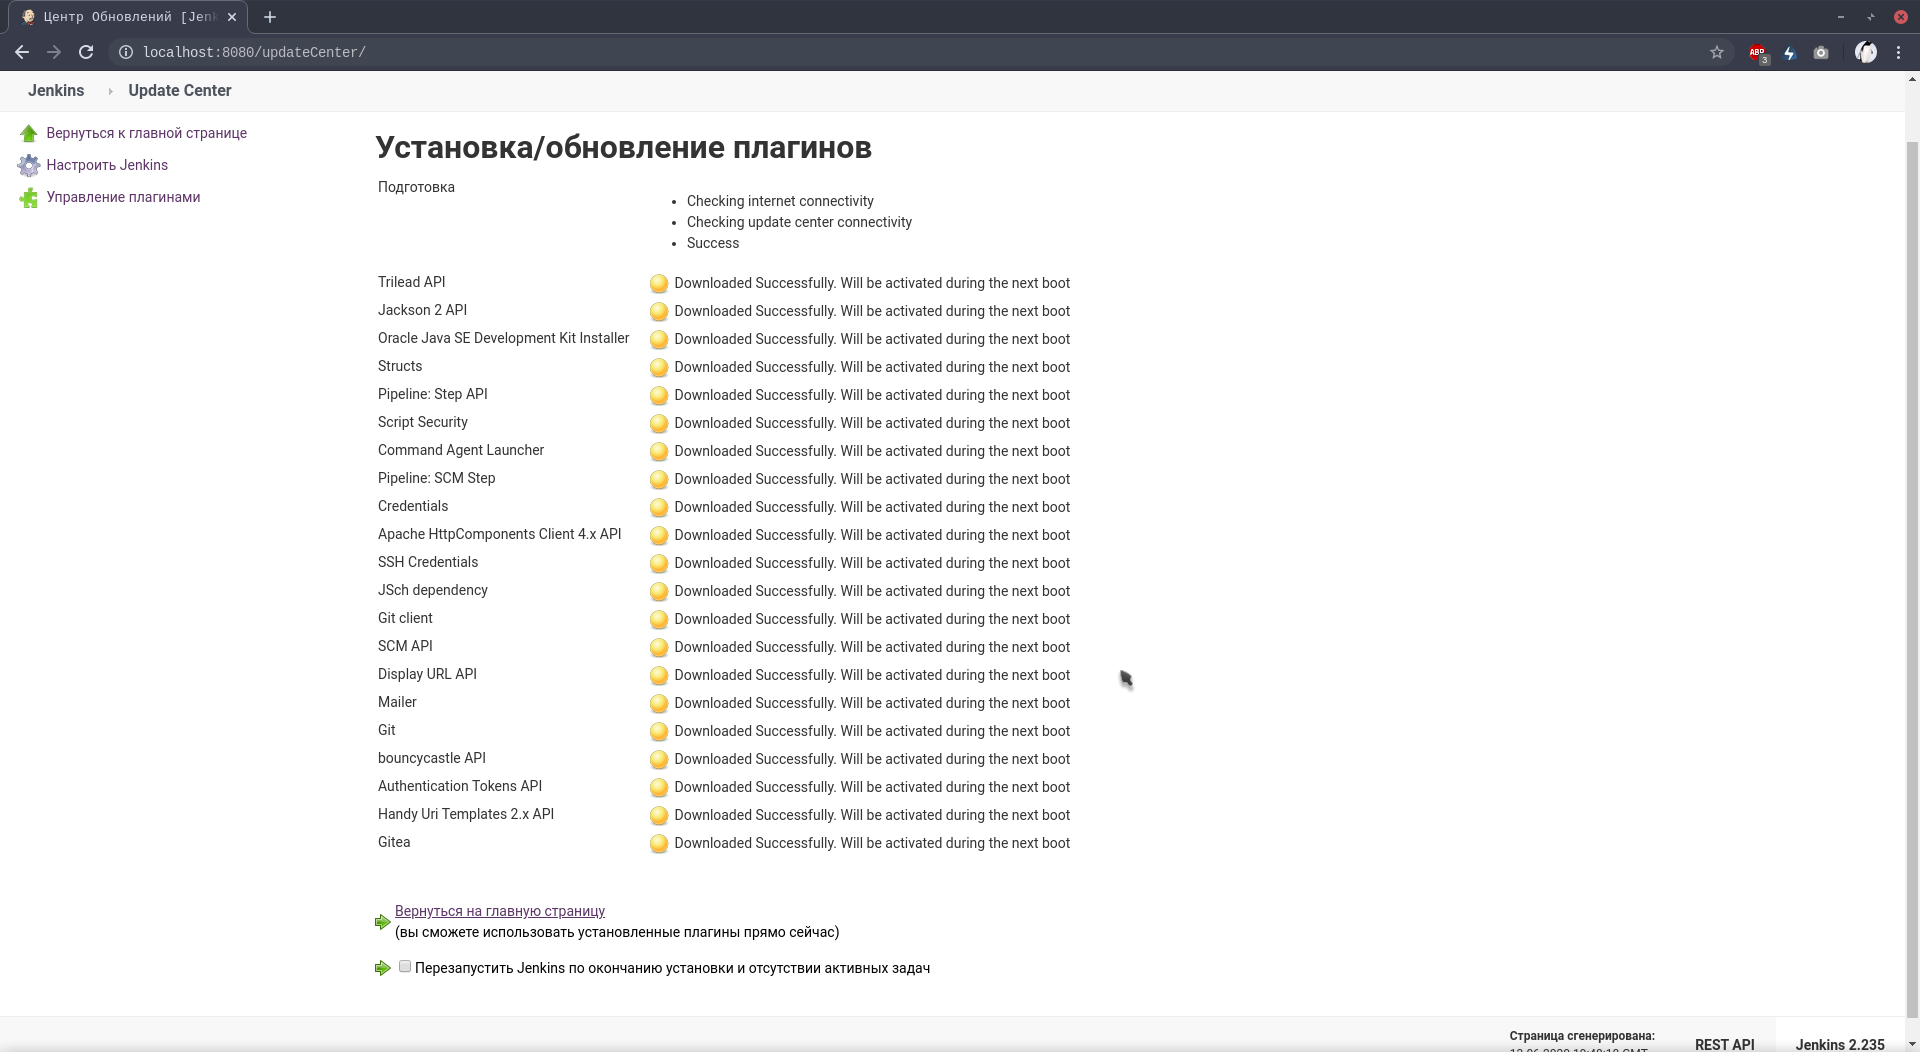 Центр Обновлений [Jenk
localhost:8080/updateCenter/
ABP
3
Jenkins
Update Center
Вернуться к главной странице
Настроить Jenkins
Управление плагинами
Установка/обновление плагинов
Подготовка
Checking internet connectivity
Checking update center connectivity
Success
Trilead API Downloaded Successfully. Will be activated during the next boot
Jackson 2 API Downloaded Successfully. Will be activated during the next boot
Oracle Java SE Development Kit Installer Downloaded Successfully. Will be activated during the next boot
Structs Downloaded Successfully. Will be activated during the next boot
Pipeline: Step API Downloaded Successfully. Will be activated during the next boot
Script Security Downloaded Successfully. Will be activated during the next boot
Command Agent Launcher Downloaded Successfully. Will be activated during the next boot
Pipeline: SCM Step Downloaded Successfully. Will be activated during the next boot
Credentials Downloaded Successfully. Will be activated during the next boot
Apache HttpComponents Client 4.x API Downloaded Successfully. Will be activated during the next boot
SSH Credentials Downloaded Successfully. Will be activated during the next boot
JSch dependency Downloaded Successfully. Will be activated during the next boot
Git client Downloaded Successfully. Will be activated during the next boot
SCM API Downloaded Successfully. Will be activated during the next boot
Display URL API Downloaded Successfully. Will be activated during the next boot
Mailer Downloaded Successfully. Will be activated during the next boot
Git Downloaded Successfully. Will be activated during the next boot
bouncycastle API Downloaded Successfully. Will be activated during the next boot
Authentication Tokens API Downloaded Successfully. Will be activated during the next boot
Handy Uri Templates 2.x API Downloaded Successfully. Will be activated during the next boot
Gitea Downloaded Successfully. Will be activated during the next boot
Вернуться на главную страницу
(вы сможете использовать установленные плагины прямо сейчас)
Перезапустить Jenkins по окончанию установки и отсутствии активных задач
Страница сгенерирована:
REST API
Jenkins 2.235